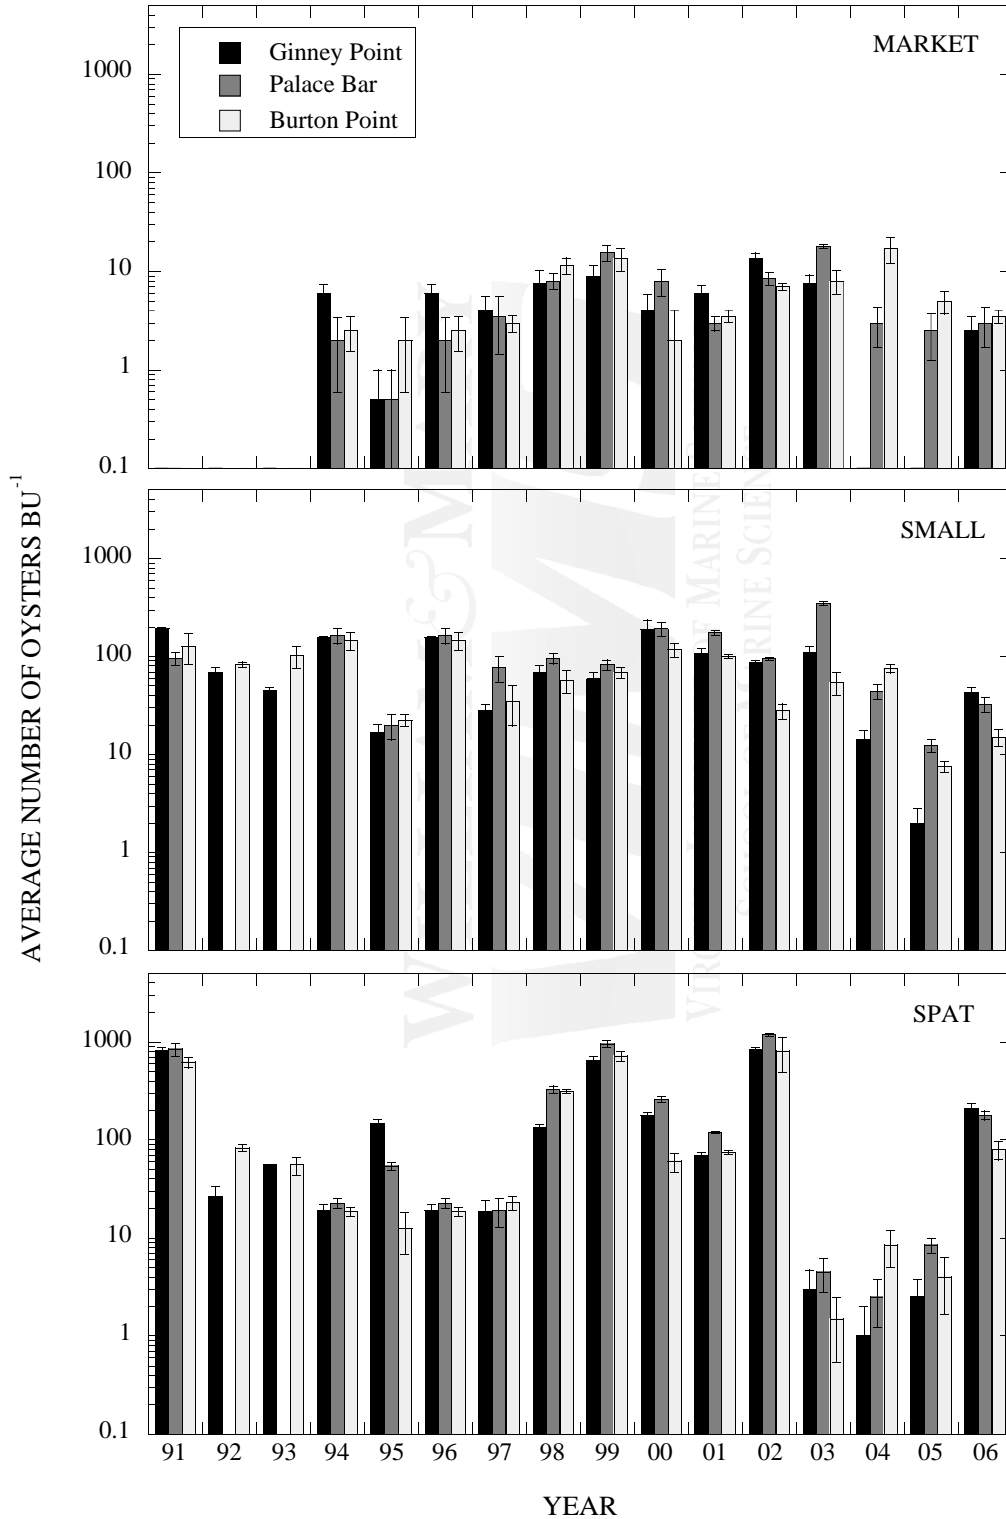 MARKET
Ginney Point
Palace Bar
Burton Point
1000
100
10
1
0.1
SMALL
1000
100
10
1
0.1
SPAT
1000
100
10
1
0.1
91 92 93 94 95 96 97 98 99 00 01 02 03 04 05 06
YEAR
AVERAGE NUMBER OF OYSTERS BU-1
WILLIAM & MARY